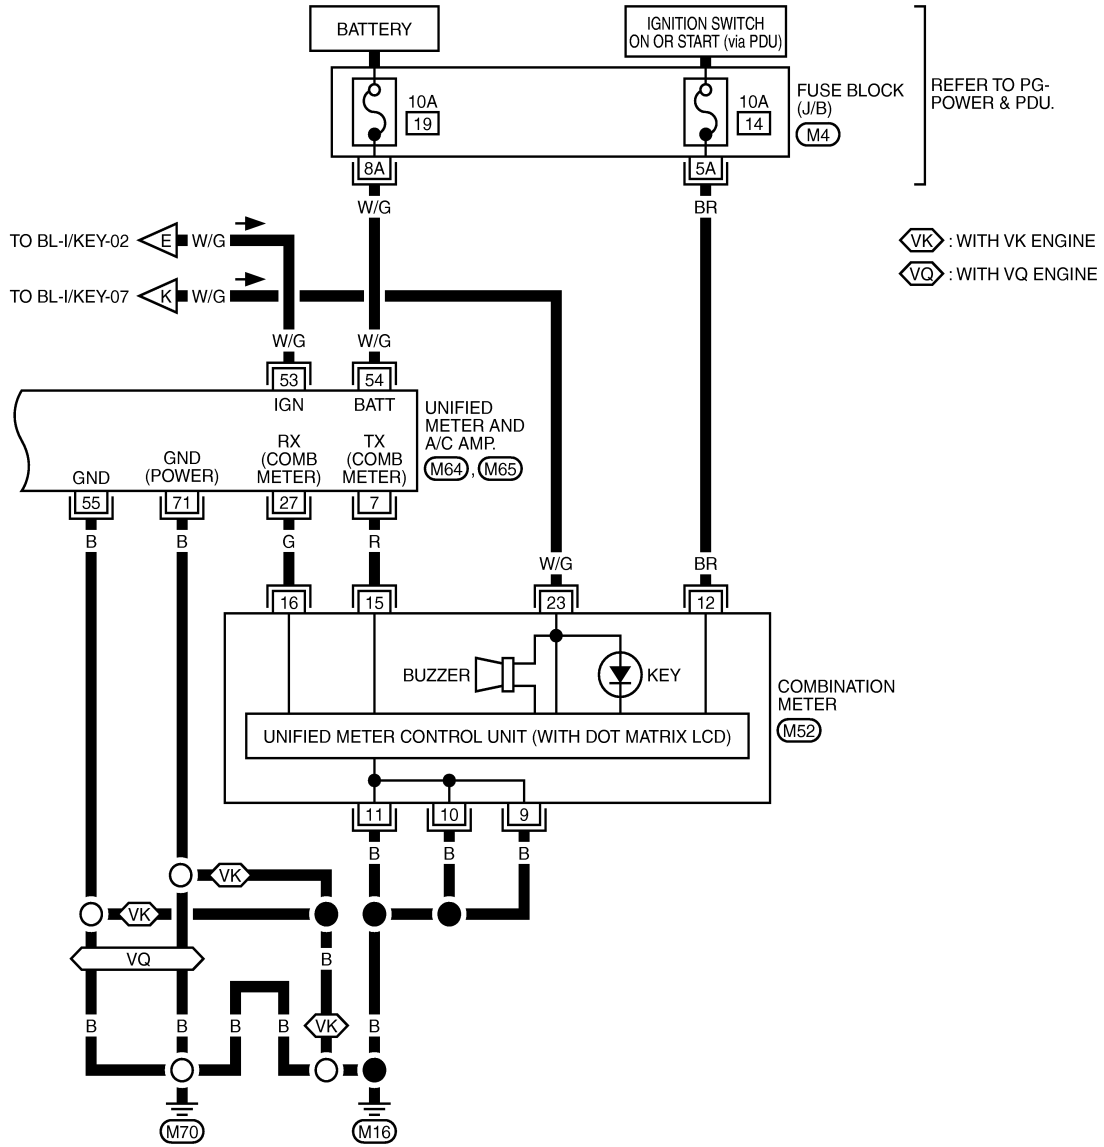 BATTERY
IGNITION SWITCH
ON OR START (via PDU)
10A
19
10A
14
FUSE BLOCK
(J/B)
M4
REFER TO PG-
POWER & PDU.
8A
5A
W/G
BR
TO BL-I/KEY-02
E
W/G
VK
: WITH VK ENGINE
VQ
: WITH VQ ENGINE
TO BL-I/KEY-07
K
W/G
W/G
W/G
53
54
IGN
BATT
UNIFIED
METER AND
A/C AMP.
M64
,
M65
GND
GND
(POWER)
RX
(COMB
METER)
TX
(COMB
METER)
55
71
27
7
B
B
G
R
W/G
BR
16
15
23
12
BUZZER
KEY
COMBINATION
METER
M52
UNIFIED METER CONTROL UNIT (WITH DOT MATRIX LCD)
11
10
9
B
B
B
VK
VK
VQ
B
B
B
B
B
VK
B
M70
M16